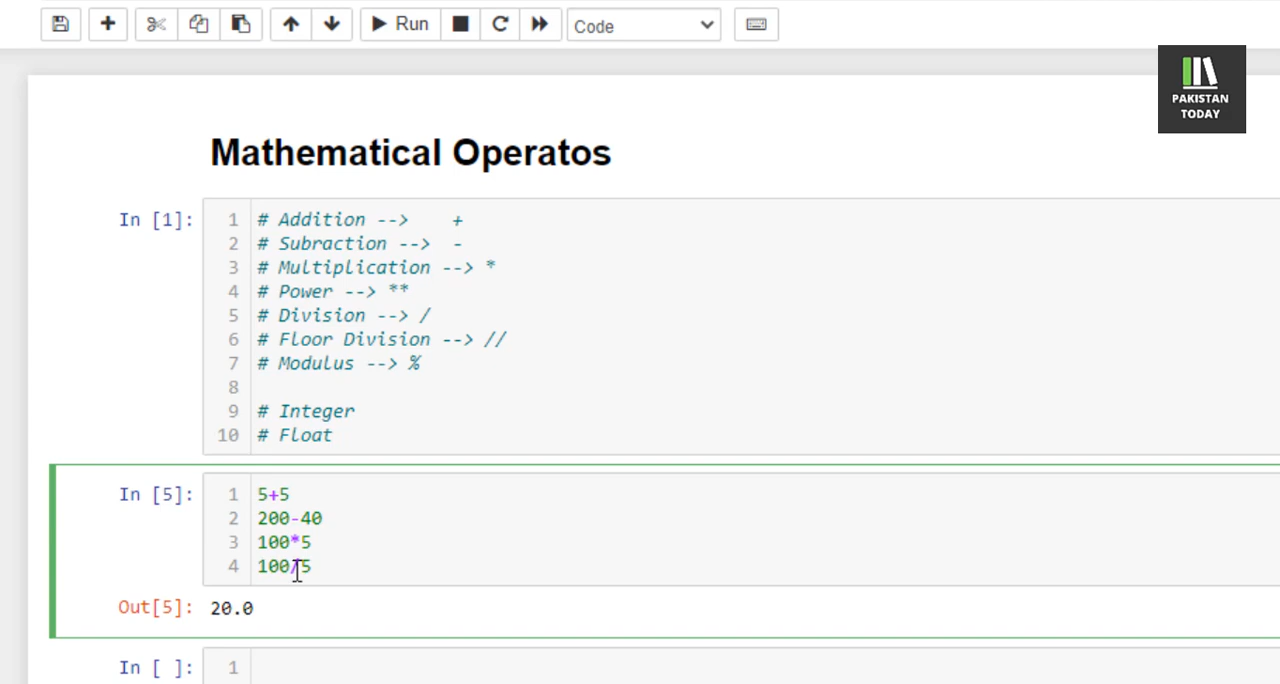 Run
Code
PAKISTAN
TODAY
Mathematical Operatos
In [1]:
1 # Addition -->    +
2 # Subraction -->  -
3 # Multiplication --> *
4 # Power --> **
5 # Division --> /
6 # Floor Division --> //
7 # Modulus --> %
8
9 # Integer
10 # Float
In [5]:
1 5+5
2 200-40
3 100*5
4 100/5
Out[5]: 20.0
In [ ]: 1